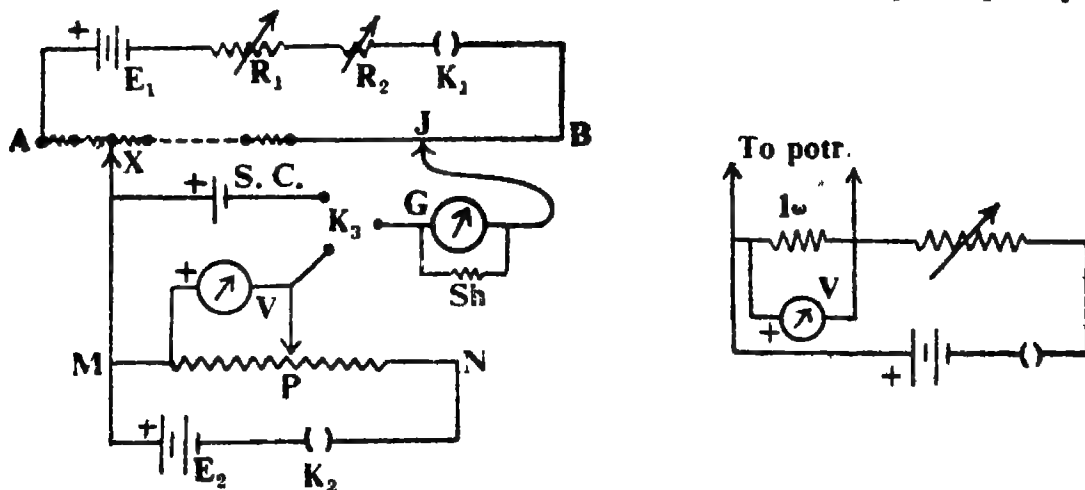 + E₁ R₁ R₂ K₁
A X J B
+ S. C. K₃ G
+ V Sh
M P N
+ E₂ K₂
To potr.
1ω
V
+
+